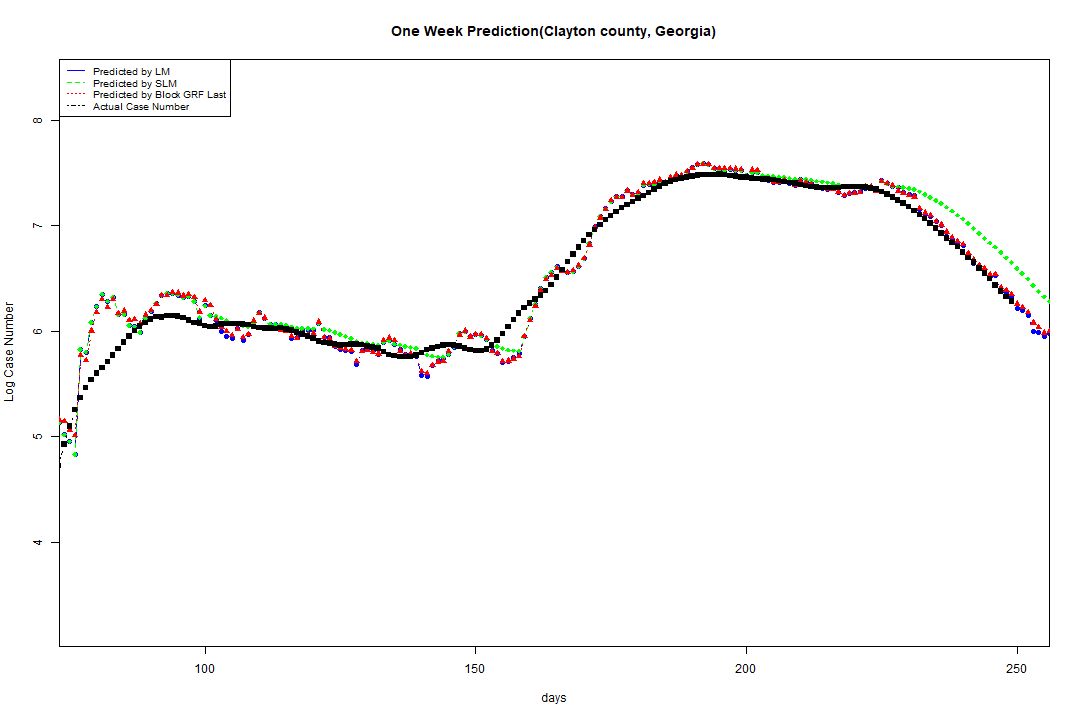 One Week Prediction(Clayton county, Georgia)
Predicted by LM
Predicted by SLM
Predicted by Block GRF Last
Actual Case Number
8
7
6
5
4
Log Case Number
100 150 200 250
days